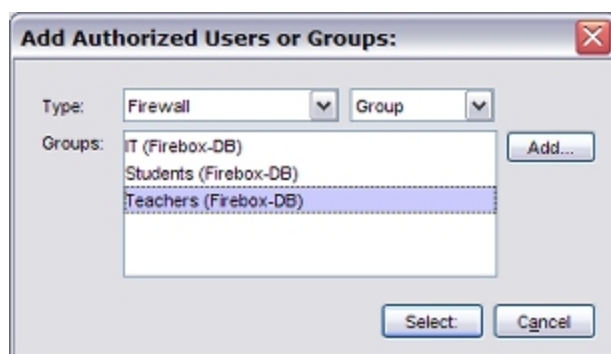 Add Authorized Users or Groups:
Type: Firewall Group
Groups: IT (Firebox-DB) Add...
Students (Firebox-DB)
Teachers (Firebox-DB)
Select: Cancel